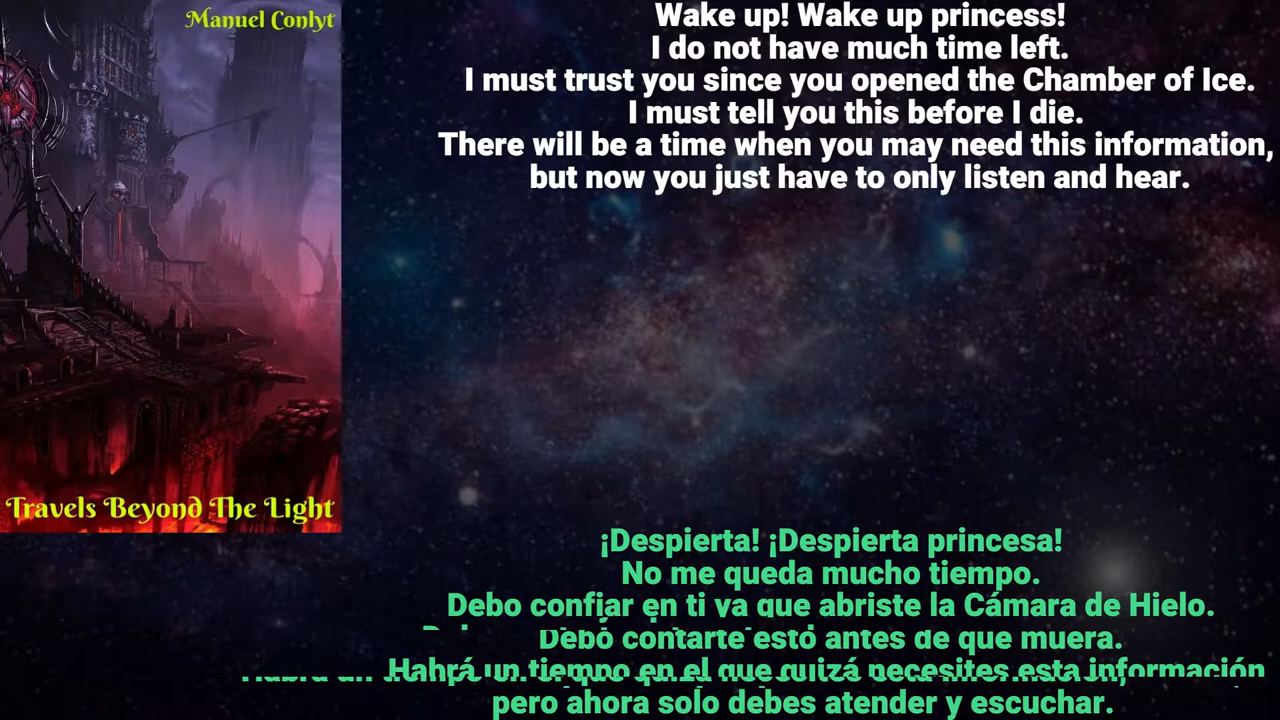 Manuel Conlyt
Travels Beyond The Light
Wake up! Wake up princess!
I do not have much time left.
I must trust you since you opened the Chamber of Ice.
I must tell you this before I die.
There will be a time when you may need this information,
but now you just have to only listen and hear.
¡Despierta! ¡Despierta princesa!
No me queda mucho tiempo.
Debo confiar en ti ya que abriste la Cámara de Hielo.
Debo contarte esto antes de que muera.
Habrá un tiempo en el que quizá necesites esta información
pero ahora solo debes atender y escuchar.